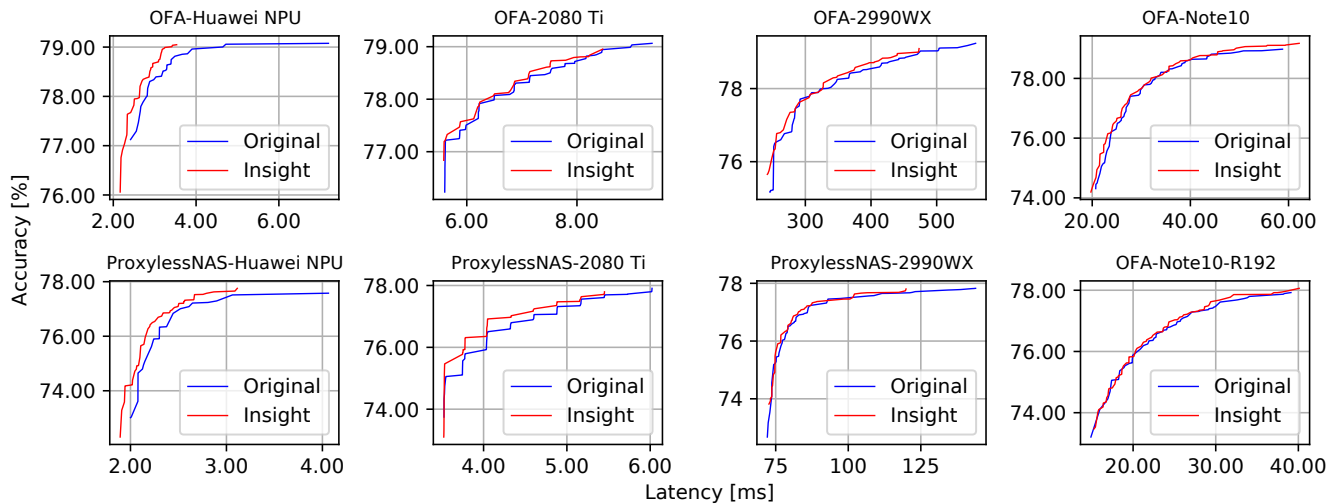 OFA-Huawei NPU
79.00
78.00
77.00
76.00
2.00 4.00 6.00
Original
Insight
OFA-2080 Ti
79.00
78.00
77.00
6.00 8.00
Original
Insight
OFA-2990WX
78
76
300 400 500
Original
Insight
OFA-Note10
78.00
76.00
74.00
20.00 40.00 60.00
Original
Insight
Accuracy [%]
ProxylessNAS-Huawei NPU
78.00
76.00
74.00
2.00 3.00 4.00
Original
Insight
ProxylessNAS-2080 Ti
78.00
76.00
74.00
4.00 5.00 6.00
Original
Insight
ProxylessNAS-2990WX
78
76
74
75 100 125
Original
Insight
OFA-Note10-R192
78.00
76.00
74.00
20.00 30.00 40.00
Original
Insight
Latency [ms]